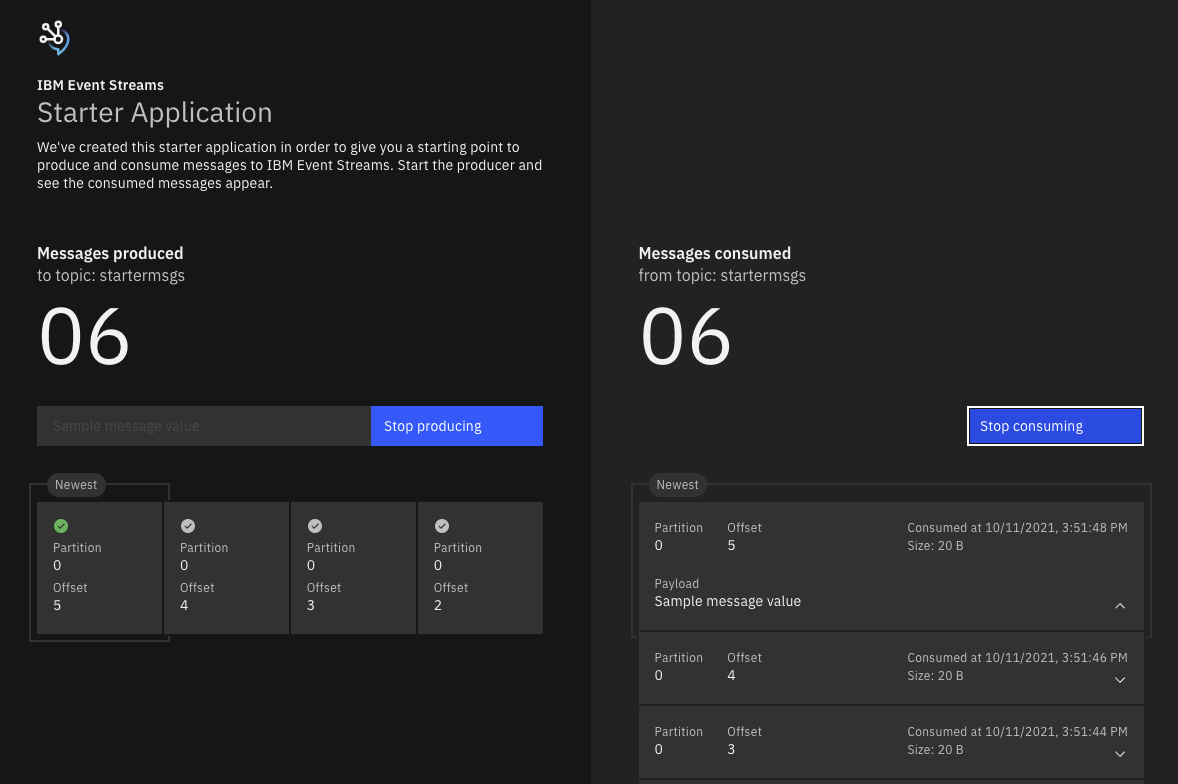 IBM Event Streams
Starter Application
We've created this starter application in order to give you a starting point to
produce and consume messages to IBM Event Streams. Start the producer and
see the consumed messages appear.
Messages produced
to topic: startermsgs
06
Sample message value
Stop producing
Newest
Partition
0
Offset
5
Partition
0
Offset
4
Partition
0
Offset
3
Partition
0
Offset
2
Messages consumed
from topic: startermsgs
06
Stop consuming
Newest
Partition
0
Offset
5
Consumed at 10/11/2021, 3:51:48 PM
Size: 20 B
Payload
Sample message value
Partition
0
Offset
4
Consumed at 10/11/2021, 3:51:46 PM
Size: 20 B
Partition
0
Offset
3
Consumed at 10/11/2021, 3:51:44 PM
Size: 20 B